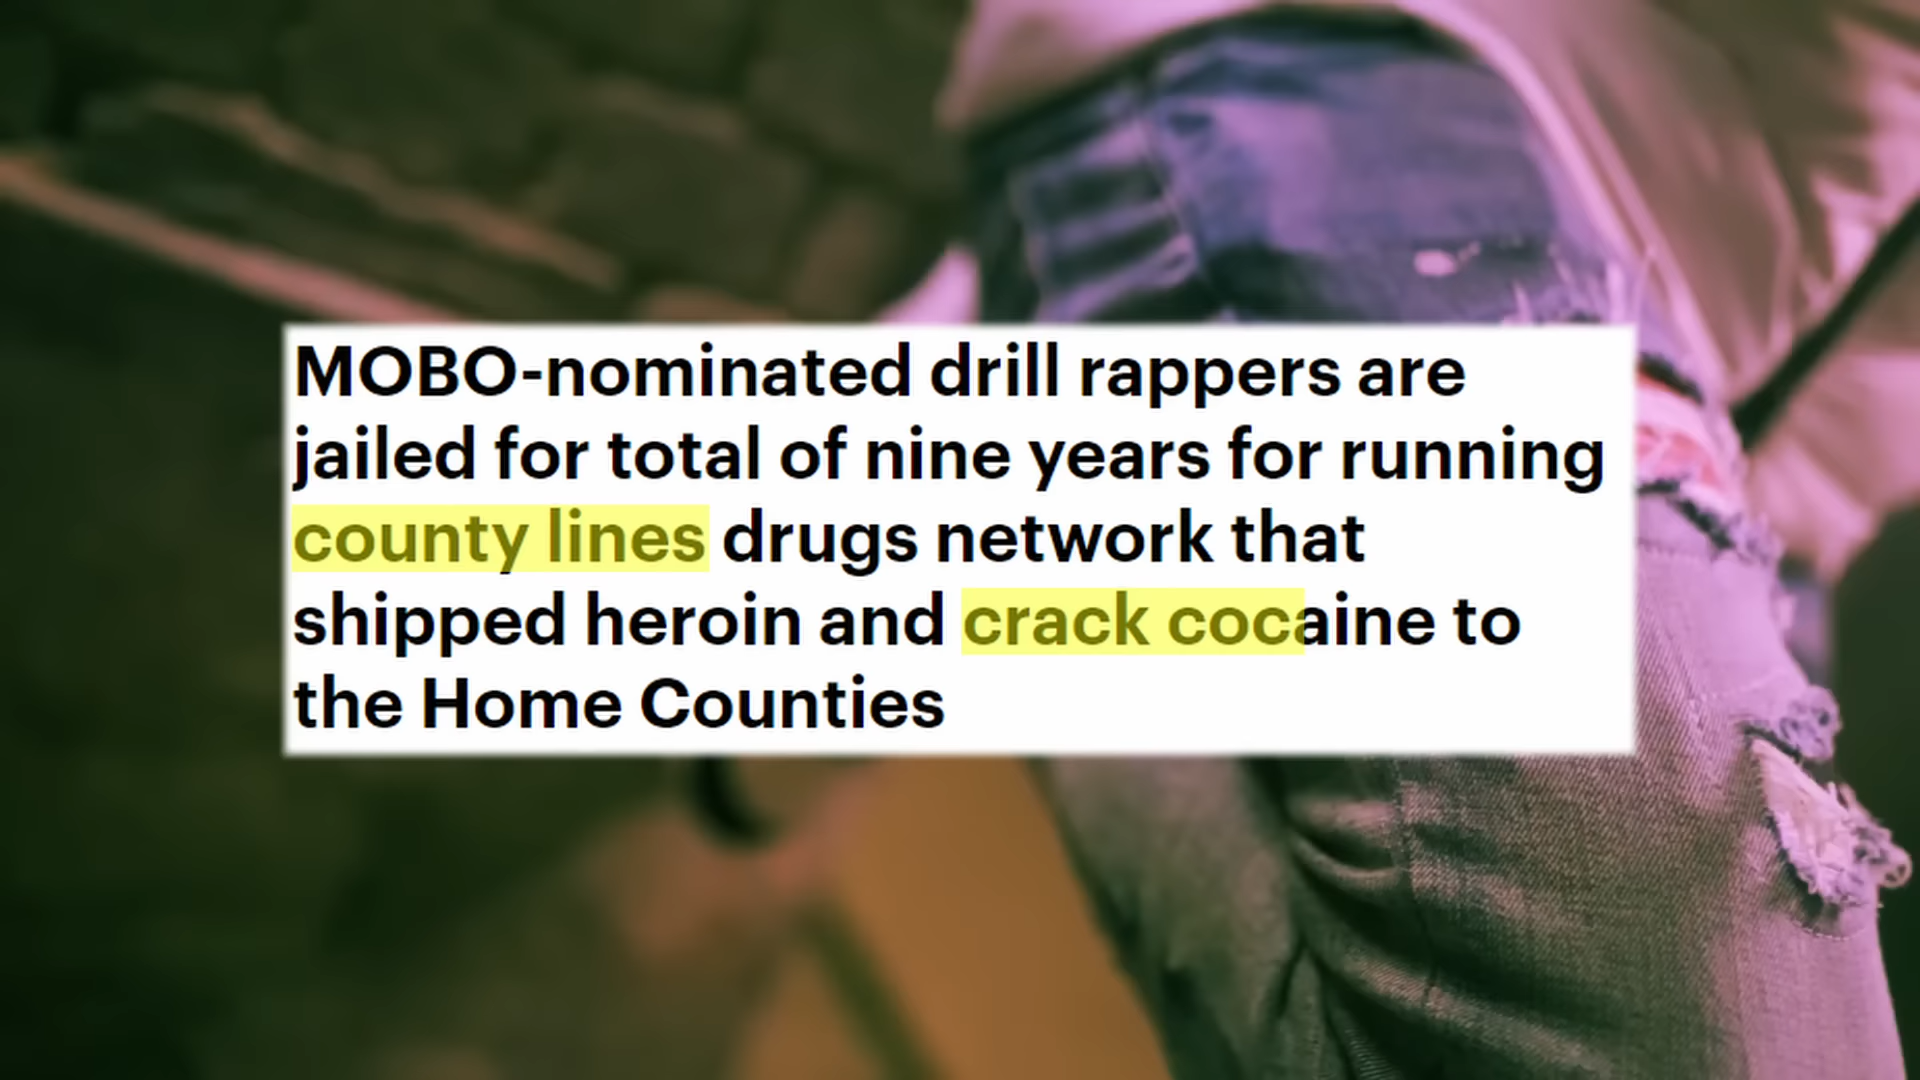 MOBO-nominated drill rappers are
jailed for total of nine years for running
county lines drugs network that
shipped heroin and crack cocaine to
the Home Counties